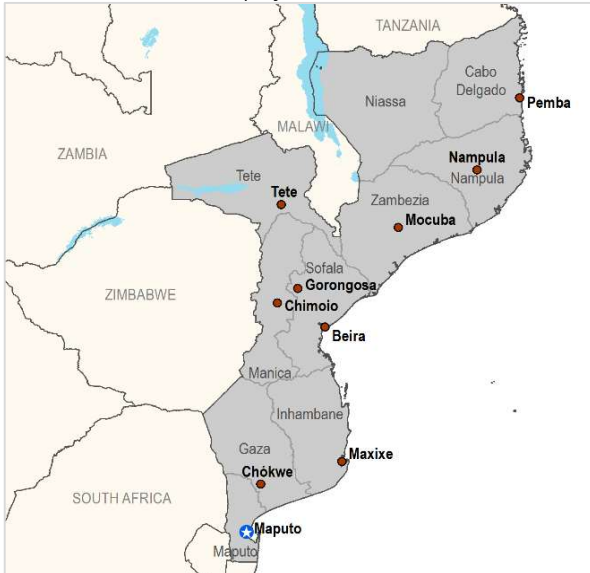 TANZANIA
Cabo
Delgado
Niassa
Pemba
MALAWI
ZAMBIA
Nampula
Nampula
Tete
Tete
Zambezia
Mocuba
Sofala
Gorongosa
ZIMBABWE
Chimoio
Beira
Manica
Inhambane
Gaza
Maxixe
Chókwe
SOUTH AFRICA
Maputo
Maputo